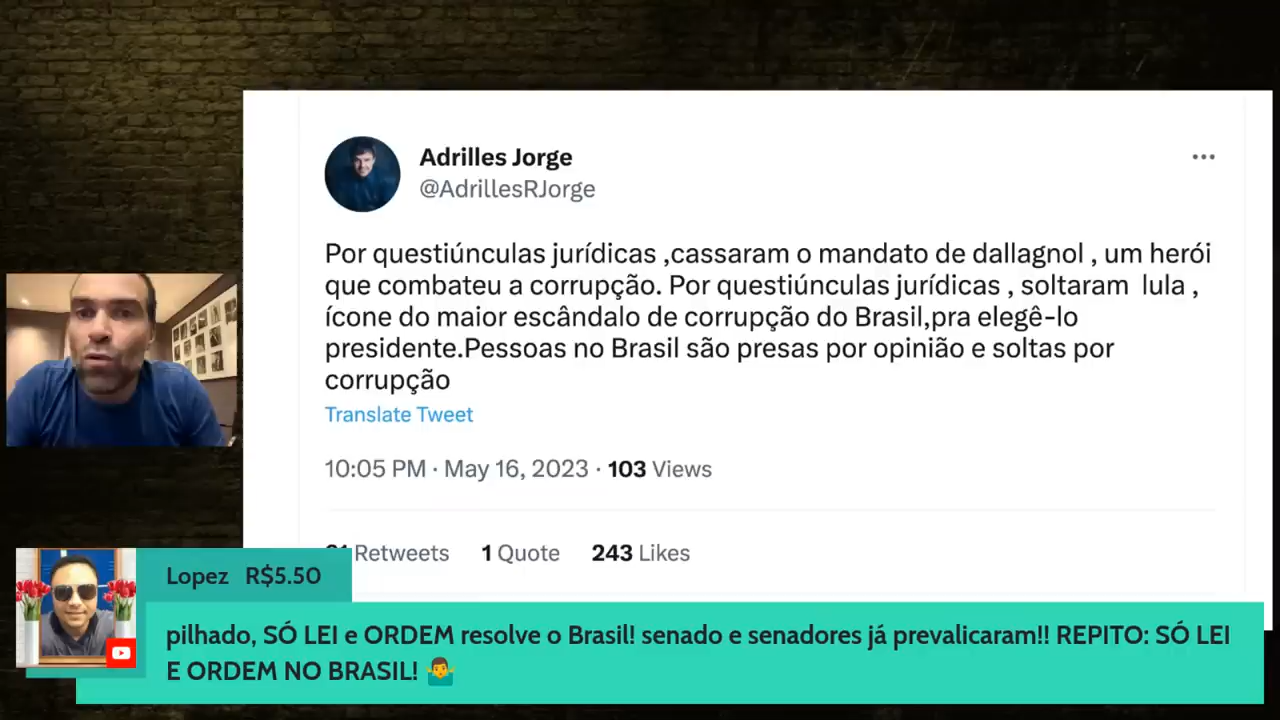 Adrilles Jorge
@AdrillesRJorge
Por questiúnculas jurídicas ,cassaram o mandato de dallagnol , um herói
que combateu a corrupção. Por questiúnculas jurídicas , soltaram lula ,
ícone do maior escândalo de corrupção do Brasil,pra elegê-lo
presidente.Pessoas no Brasil são presas por opinião e soltas por
corrupção
Translate Tweet
10:05 PM · May 16, 2023 · 103 Views
Retweets 1 Quote 243 Likes
Lopez R$5.50
pilhado, SÓ LEI e ORDEM resolve o Brasil! senado e senadores já prevalicaram!! REPITO: SÓ LEI
E ORDEM NO BRASIL! 🤷‍♂️